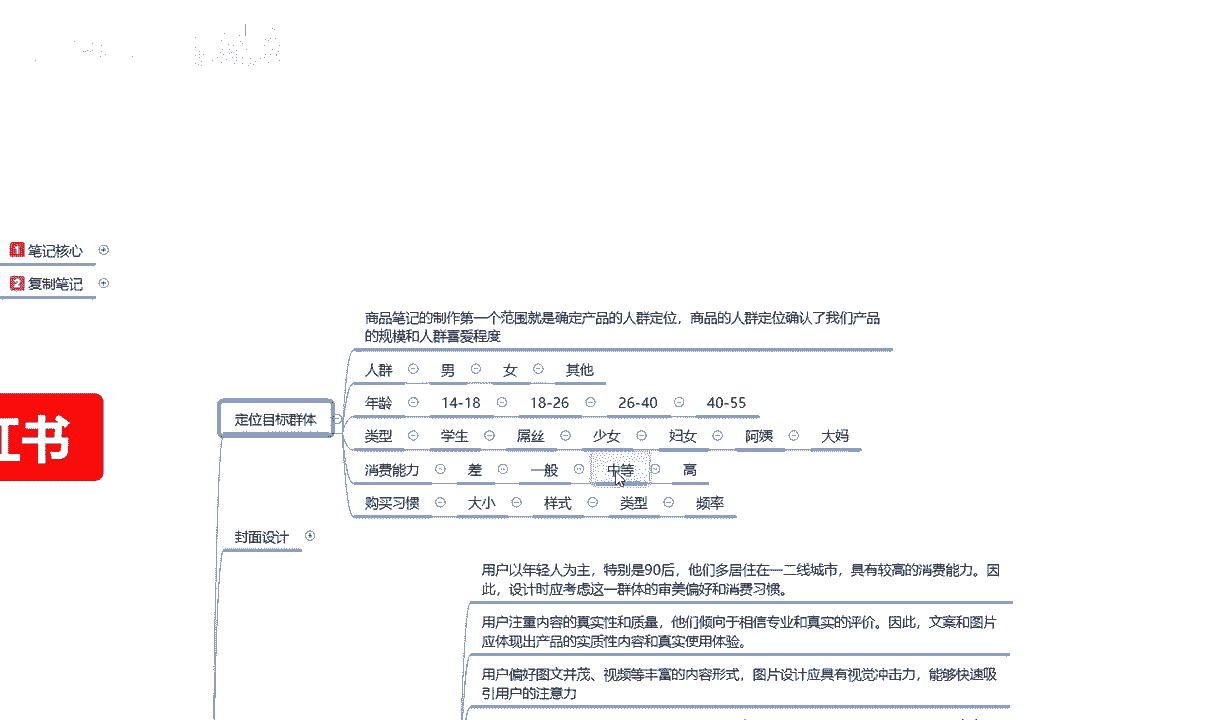 1 笔记核心
2 复制笔记
红书
定位目标群体
商品笔记的制作第一个范围就是确定产品的人群定位，商品的人群定位确认了我们产品
的规模和人群喜爱程度
人群 男 女 其他
年龄 14-18 18-26 26-40 40-55
类型 学生 屌丝 少女 妇女 阿姨 大妈
消费能力 差 一般 中等 高
购买习惯 大小 样式 类型 频率
封面设计
用户以年轻人为主，特别是90后，他们多居住在一二线城市，具有较高的消费能力。因
此，设计时应考虑这一群体的审美偏好和消费习惯。
用户注重内容的真实性和质量，他们倾向于相信专业和真实的评价。因此，文案和图片
应体现出产品的实质性内容和真实使用体验。
用户偏好图文并茂、视频等丰富的内容形式，图片设计应具有视觉冲击力，能够快速吸
引用户的注意力